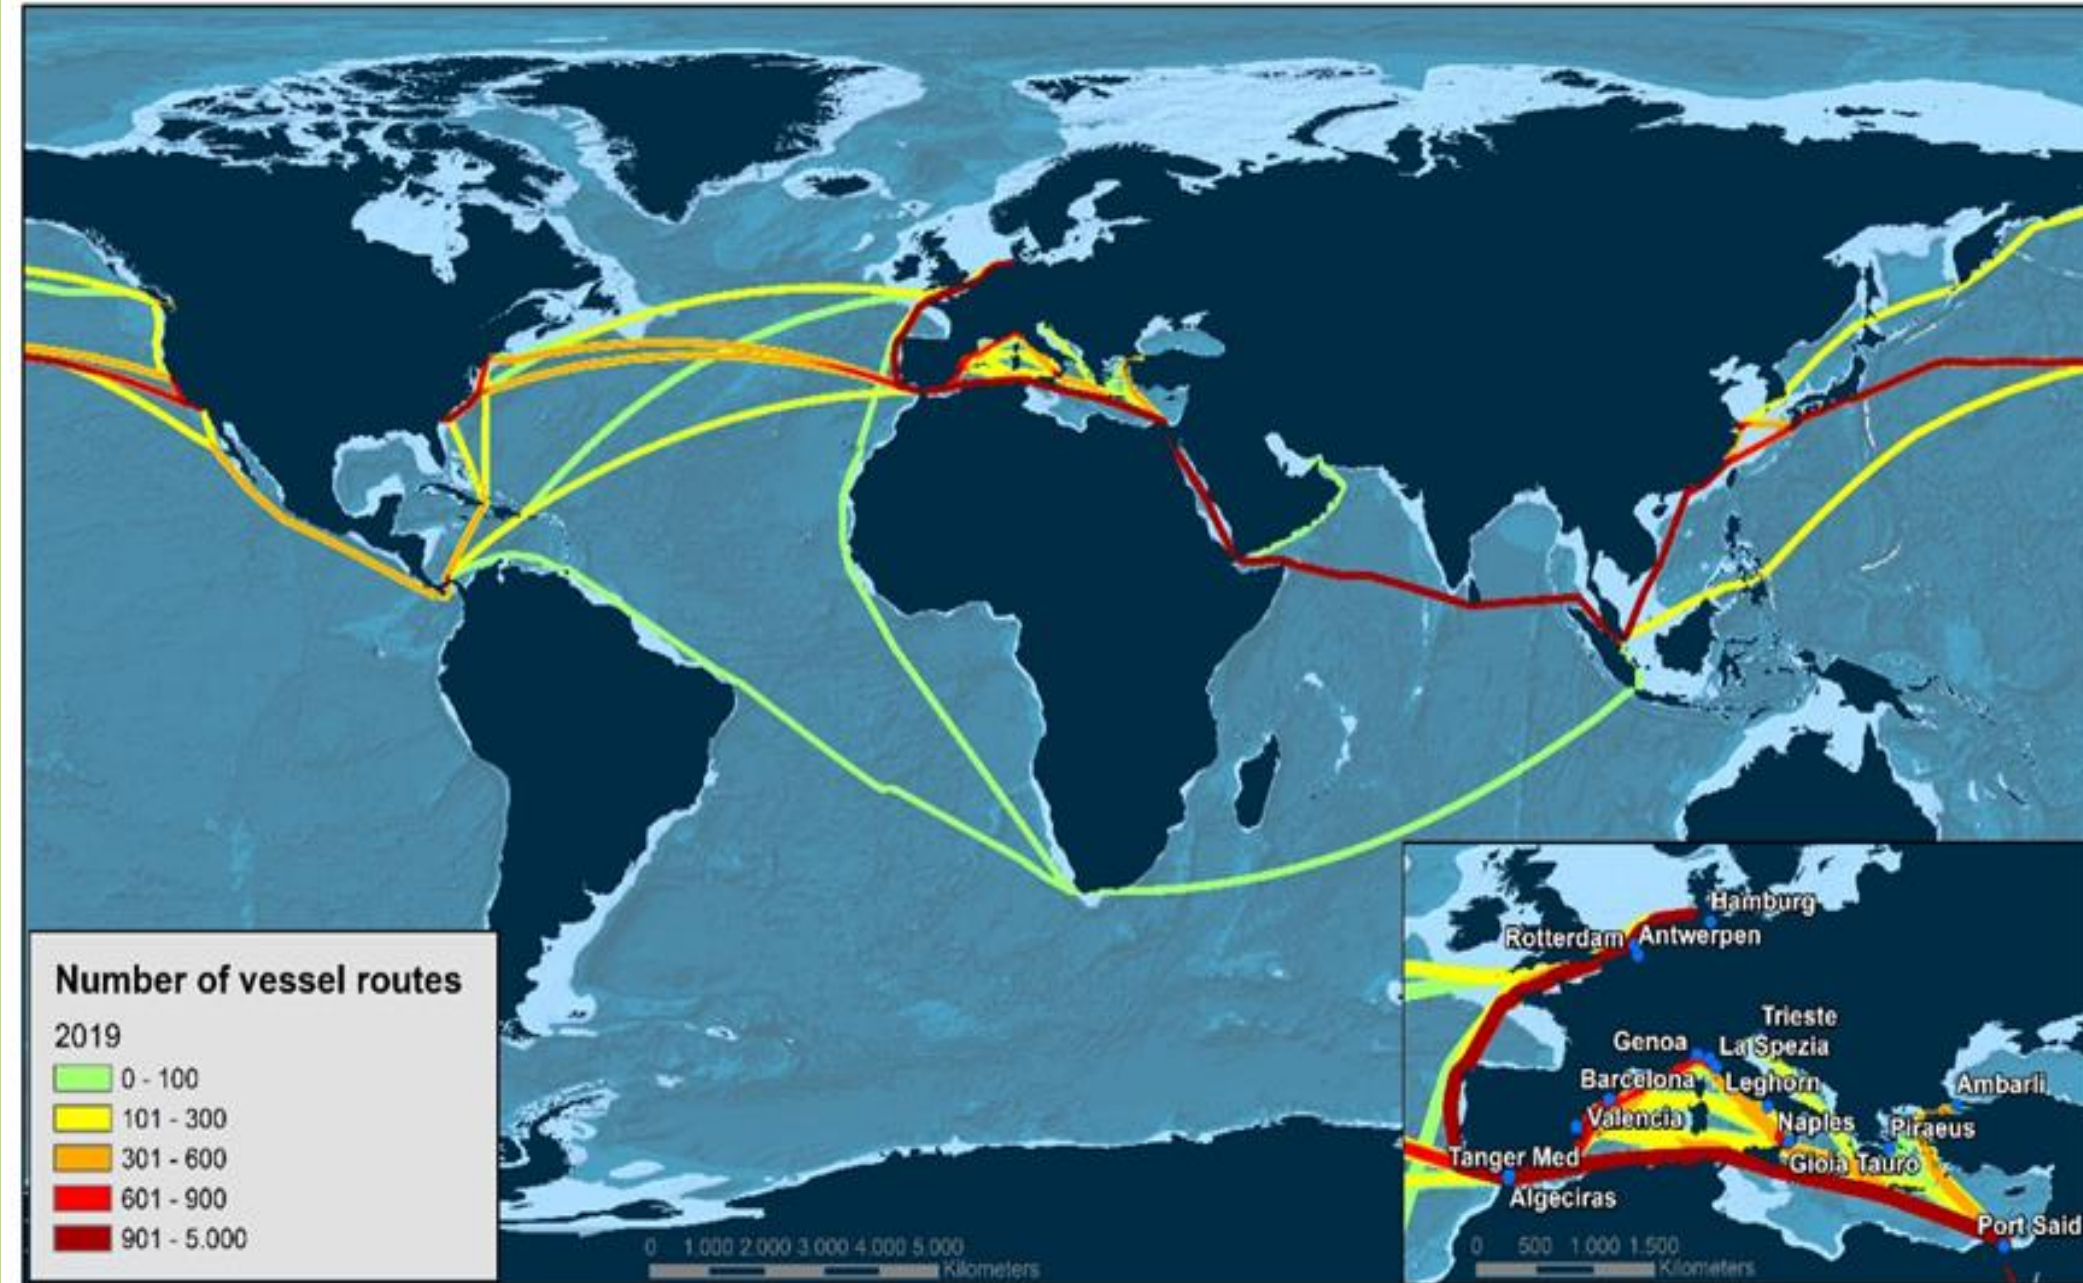 Number of vessel routes
2019
0 - 100
101 - 300
301 - 600
601 - 900
901 - 5.000
0 1.000 2.000 3.000 4.000 5.000
Kilometers
Hamburg
Rotterdam
Antwerpen
Trieste
Genoa
La Spezia
Barcelona
Leghorn
Ambarli
Valencia
Naples
Piraeus
Tanger Med
Gioia Tauro
Algeciras
Port Said
0 500 1.000 1.500
Kilometers